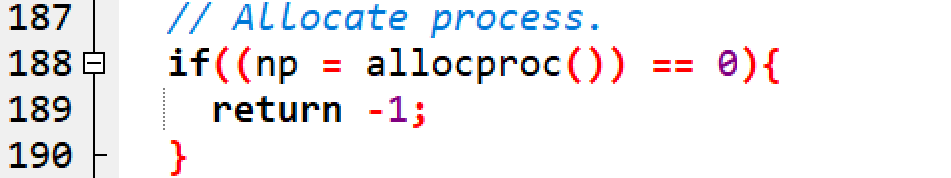 187 // Allocate process.
188 if((np = allocproc()) == 0){
189 return -1;
190 }